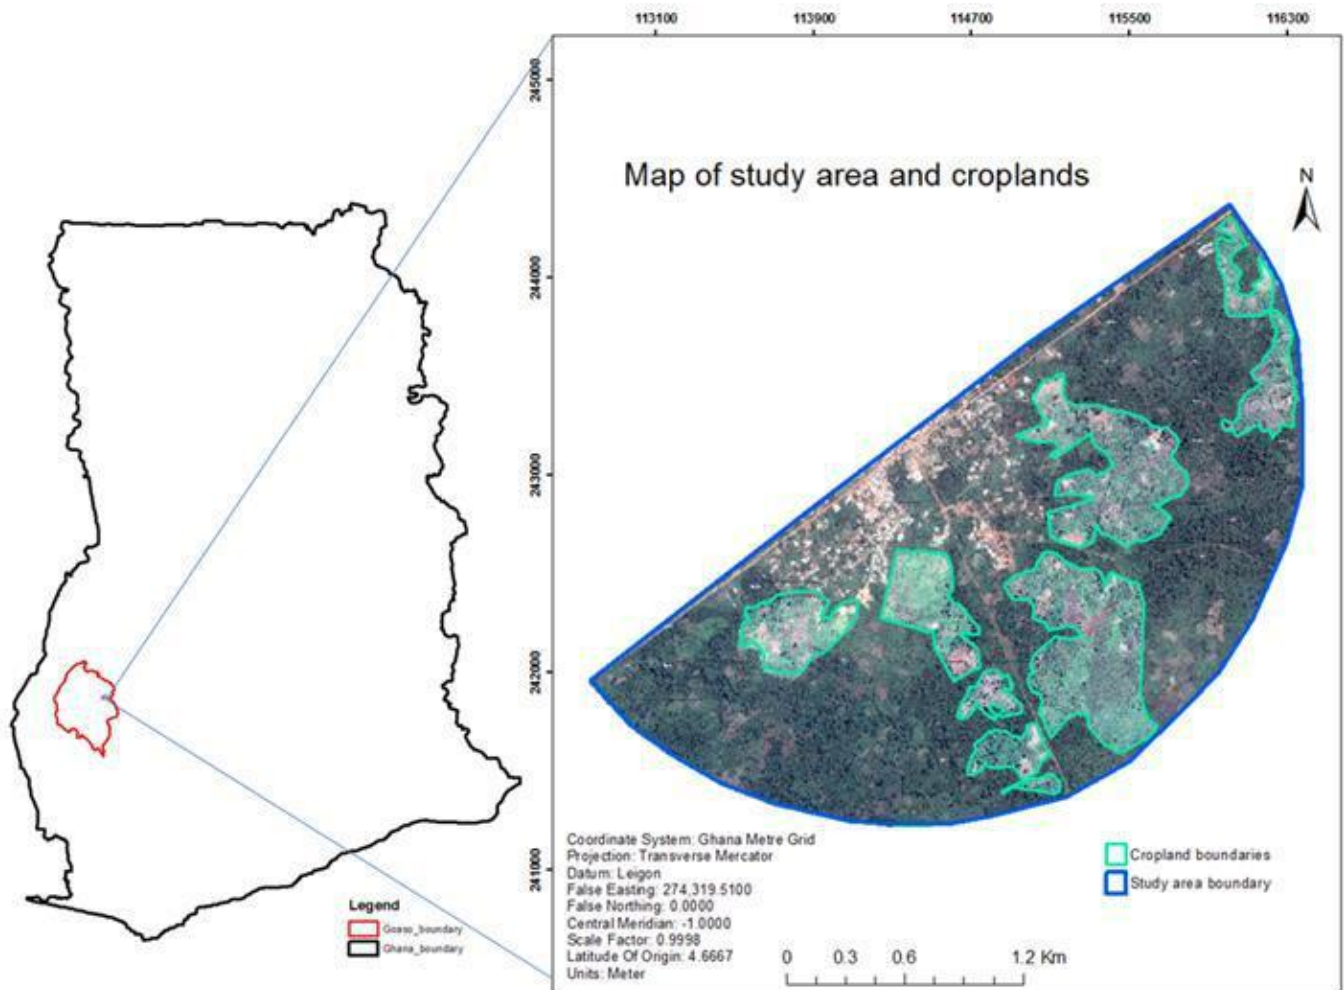 113100 113900 114700 115500 116300
245000
244000
243000
242000
241000
Map of study area and croplands
N
Coordinate System: Ghana Metre Grid
Projection: Transverse Mercator
Datum: Leigon
False Easting: 274,319.5100
False Northing: 0.0000
Central Meridian: -1.0000
Scale Factor: 0.9998
Latitude Of Origin: 4.6667
Units: Meter
Cropland boundaries
Study area boundary
0 0.3 0.6 1.2 Km
Legend
Goaso_boundary
Ghana_boundary